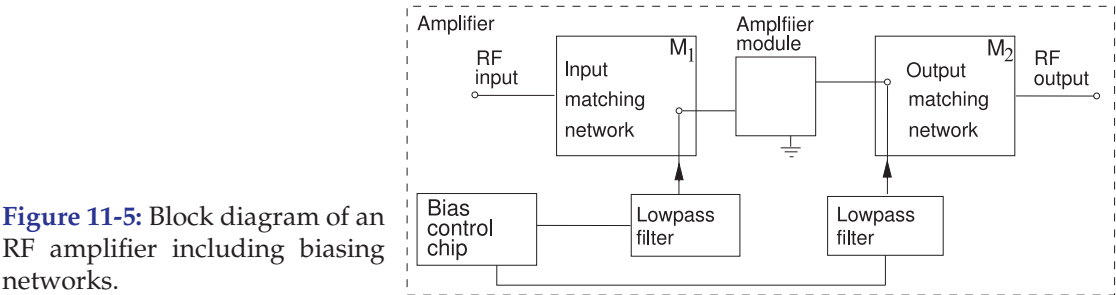 Amplifier
RF
input
Input
matching
network
M1
Amplfiier
module
M2
Output
matching
network
RF
output
Bias
control
chip
Lowpass
filter
Lowpass
filter
Figure 11-5: Block diagram of an
RF amplifier including biasing
networks.